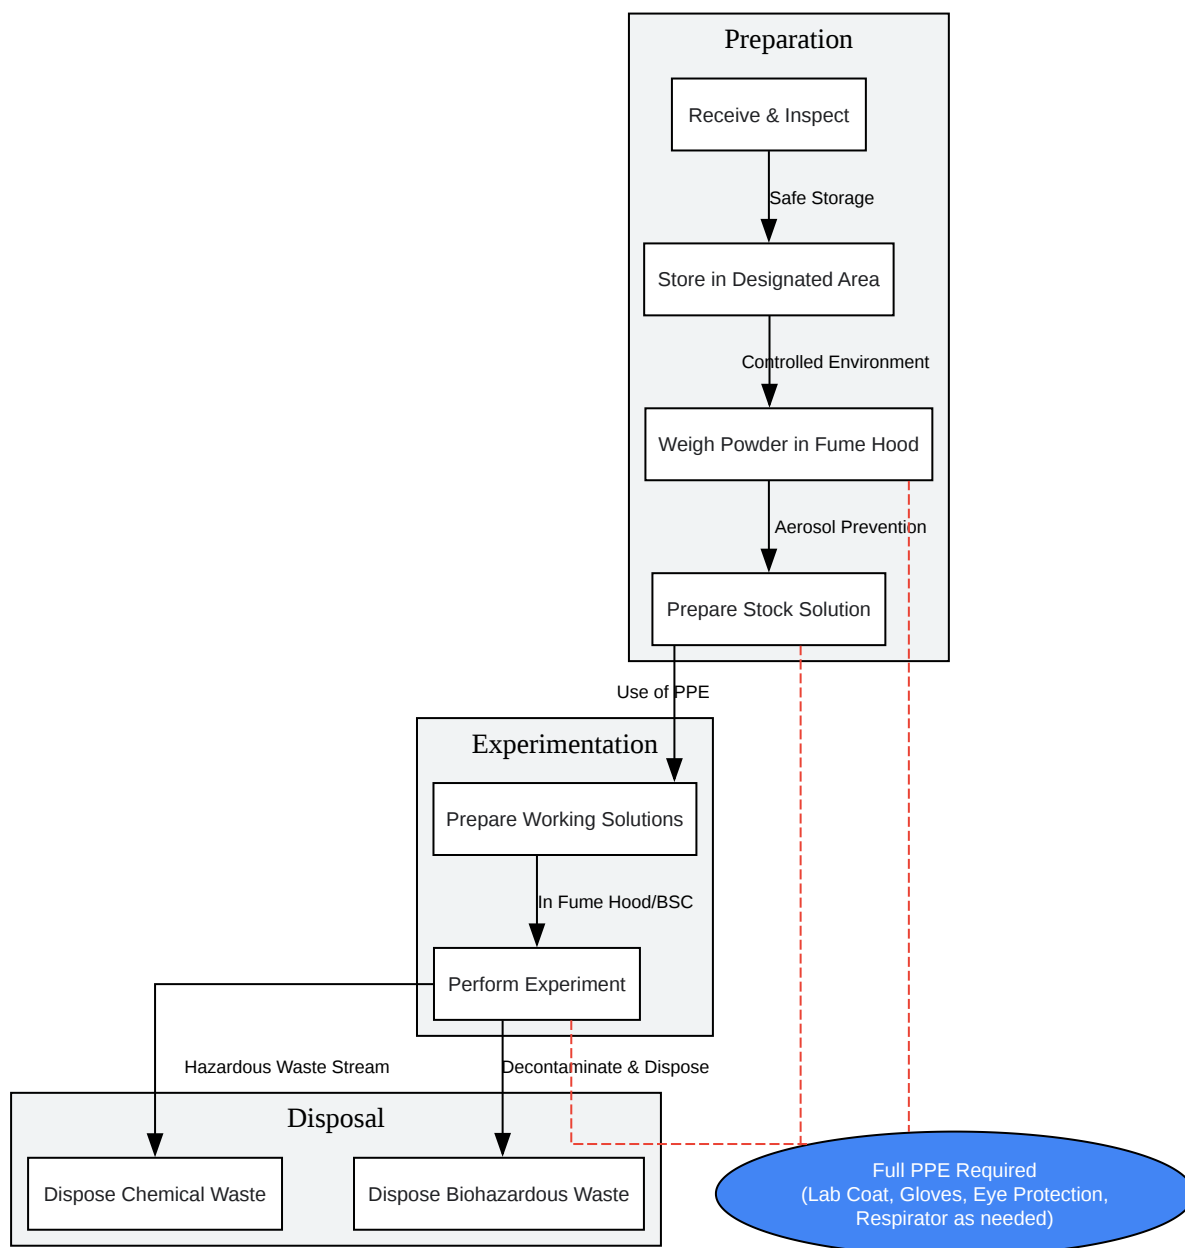 Preparation
Receive & Inspect
Safe Storage
Store in Designated Area
Controlled Environment
Weigh Powder in Fume Hood
Aerosol Prevention
Prepare Stock Solution
Use of PPE
Experimentation
Prepare Working Solutions
In Fume Hood/BSC
Perform Experiment
Hazardous Waste Stream
Decontaminate & Dispose
Disposal
Dispose Chemical Waste
Dispose Biohazardous Waste
Full PPE Required
(Lab Coat, Gloves, Eye Protection,
Respirator as needed)